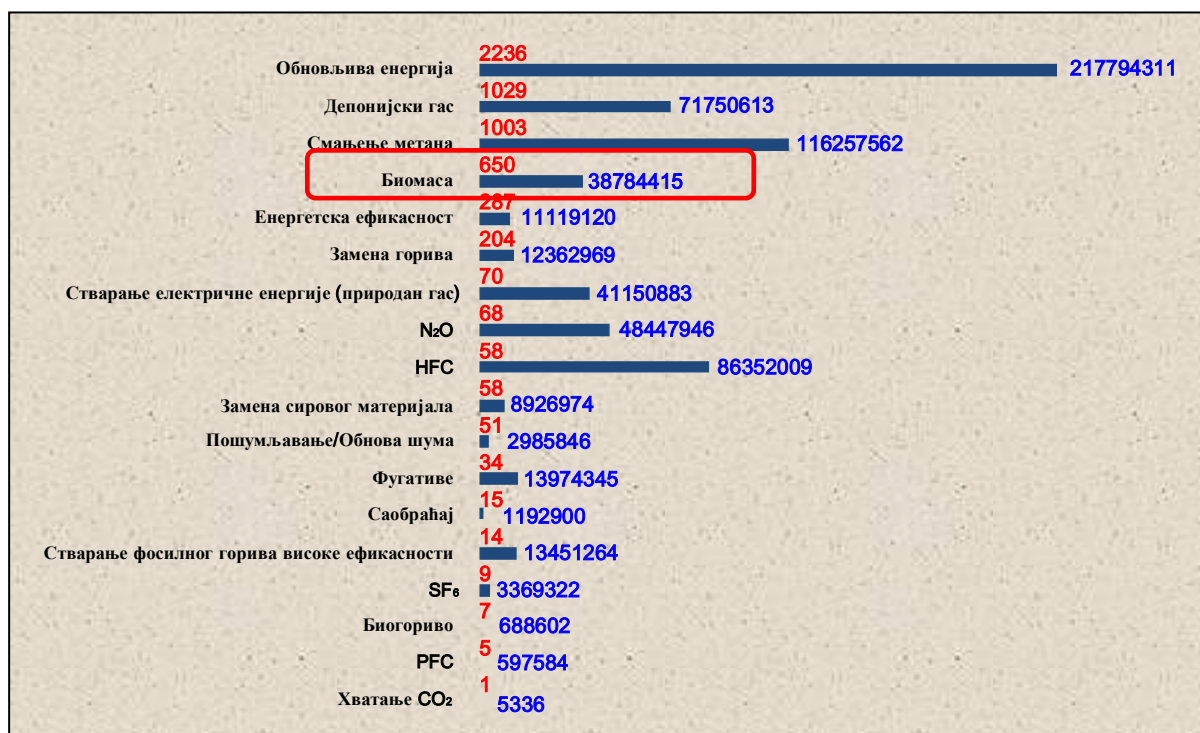 2236
Обновљива енергија 217794311
1029
Депонијски гас 71750613
1003
Смањење метана 116257562
650
Биомаса 38784415
287
Енергетска ефикасност 11119120
204
Замена горива 12362969
70
Стварање електричне енергије (природан гас) 41150883
68
N₂O 48447946
58
HFC 86352009
58
Замена сировог материјала 8926974
51
Пошумљавање/Обнова шума 2985846
34
Фугативе 13974345
15
Саобраћај 1192900
14
Стварање фосилног горива високе ефикасности 13451264
9
SF₆ 3369322
7
Биогориво 688602
5
PFC 597584
1
Хватање CO₂ 5336